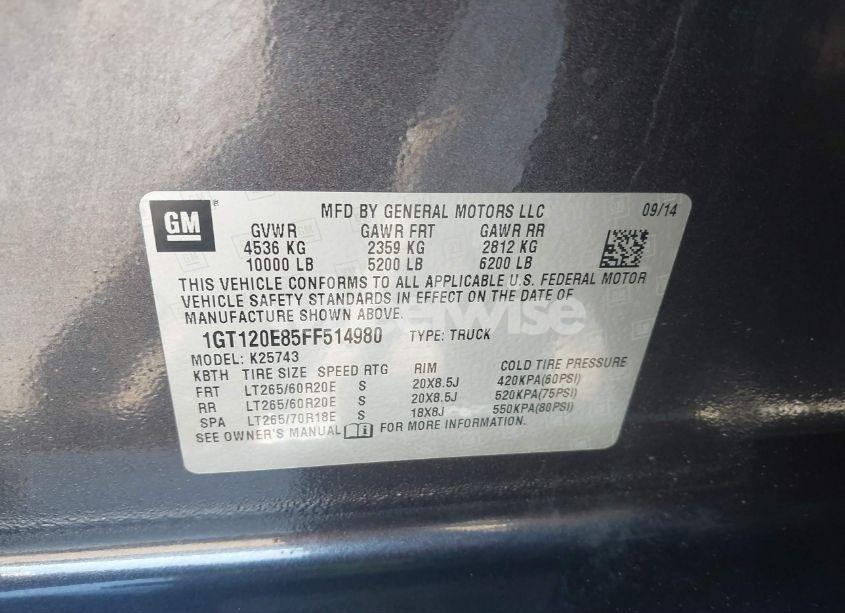 GM
MFD BY GENERAL MOTORS LLC 09/14
GVWR GAWR FRT GAWR RR
4536 KG 2359 KG 2812 KG
10000 LB 5200 LB 6200 LB
THIS VEHICLE CONFORMS TO ALL APPLICABLE U.S. FEDERAL MOTOR
VEHICLE SAFETY STANDARDS IN EFFECT ON THE DATE OF
MANUFACTURE SHOWN ABOVE.
1GT120E85FF514980 TYPE: TRUCK
MODEL: K25743
KBTH TIRE SIZE SPEED RTG RIM COLD TIRE PRESSURE
FRT LT265/60R20E S 20X8.5J 420KPA(60PSI)
RR LT265/60R20E S 20X8.5J 520KPA(75PSI)
SPA LT265/70R18E S 18X8J 550KPA(80PSI)
SEE OWNER'S MANUAL FOR MORE INFORMATION.